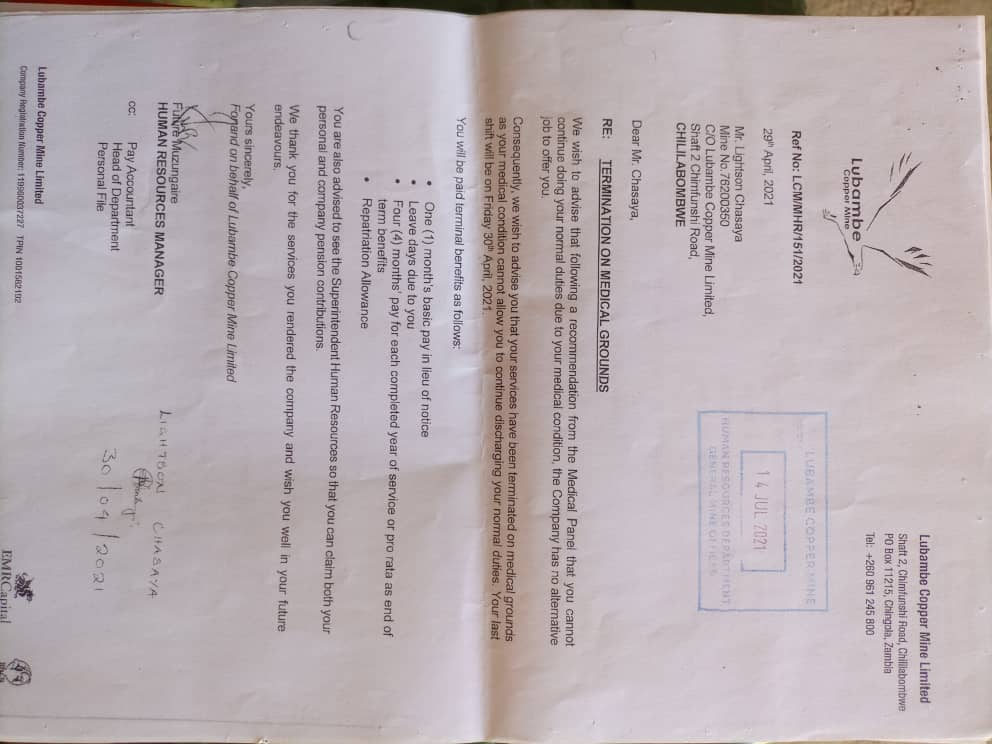 Lubambe
Copper Mine
Lubambe Copper Mine Limited
Shaft 2, Chimfunshi Road, Chililabombwe
PO Box 11215, Chingola, Zambia
Tel: +260 961 245 800
Ref No: LCM/MHR/151/2021
29th April, 2021
LUBAMBE COPPER MINE
14 JUL 2021
HUMAN RESOURCES DEPARTMENT
GENERAL MINE OFFICES
Mr. Lightson Chasaya
Mine No.76200350
C/O Lubambe Copper Mine Limited,
Shaft 2 Chimfunshi Road,
CHILILABOMBWE
Dear Mr. Chasaya,
RE: TERMINATION ON MEDICAL GROUNDS
We wish to advise that following a recommendation from the Medical Panel that you cannot
continue doing your normal duties due to your medical condition, the Company has no alternative
job to offer you.
Consequently, we wish to advise you that your services have been terminated on medical grounds
as your medical condition cannot allow you to continue discharging your normal duties. Your last
shift will be on Friday 30th April, 2021.
You will be paid terminal benefits as follows:
• One (1) month's basic pay in lieu of notice
• Leave days due to you
• Four (4) months' pay for each completed year of service or pro rata as end of
term benefits
• Repatriation Allowance
You are also advised to see the Superintendent Human Resources so that you can claim both your
personal and company pension contributions.
We thank you for the services you rendered the company and wish you well in your future
endeavours.
Yours sincerely,
For and on behalf of Lubambe Copper Mine Limited
Future Muzungaire
HUMAN RESOURCES MANAGER
LIGHTSON CHASAYA
30/04/2021
cc: Pay Accountant
Head of Department
Personal File
Lubambe Copper Mine Limited
Company Registration Number: 119960037227 TPIN 1001582102
EMRCapital